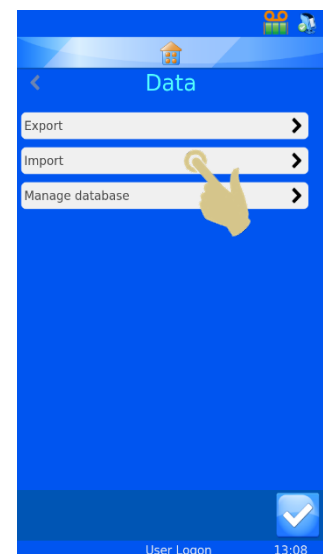 Data
Export
Import
Manage database
User Logon 13:08